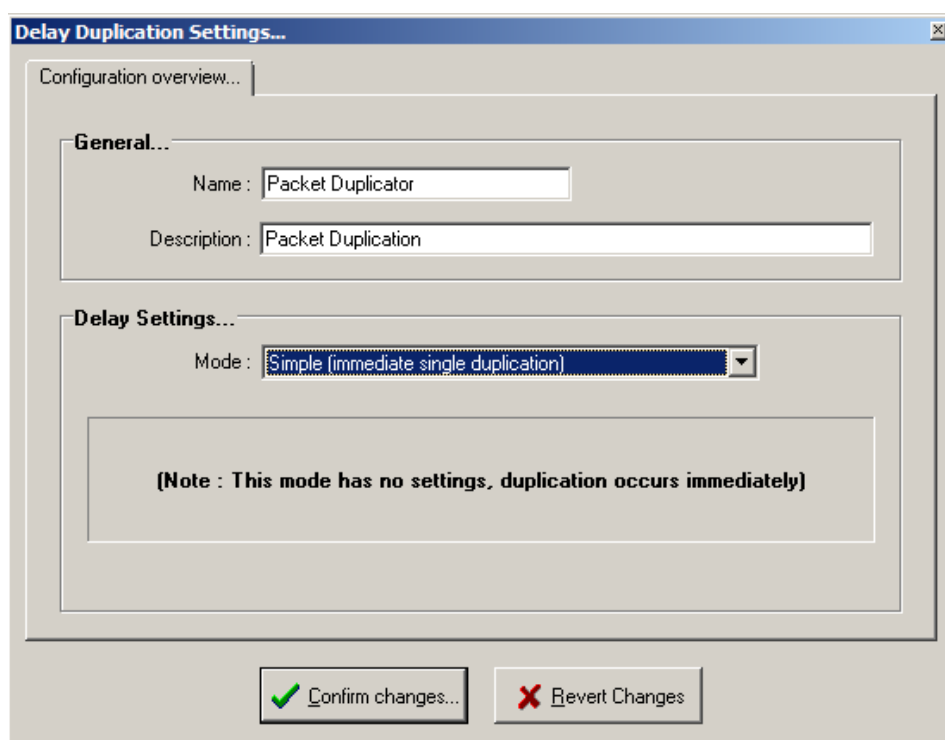 Delay Duplication Settings...
Configuration overview...
General...
Name : Packet Duplicator
Description : Packet Duplication
Delay Settings...
Mode : Simple (immediate single duplication)
(Note : This mode has no settings, duplication occurs immediately)
Confirm changes... Revert Changes